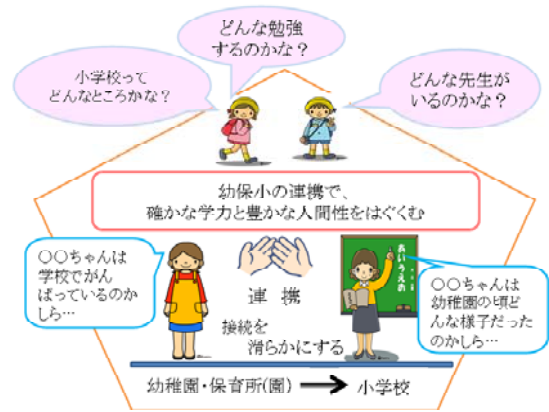 どんな勉強
するのかな？
小学校って
どんなところかな？
どんな先生が
いるのかな？
幼保小の連携で、
確かな学力と豊かな人間性をはぐくむ
〇〇ちゃんは
学校でがん
ばっているのか
しら…
あいうえお
〇〇ちゃんは
幼稚園の頃ど
んな様子だった
のかしら…
連 携
接続を
滑らかにする
幼稚園・保育所(園)
小学校